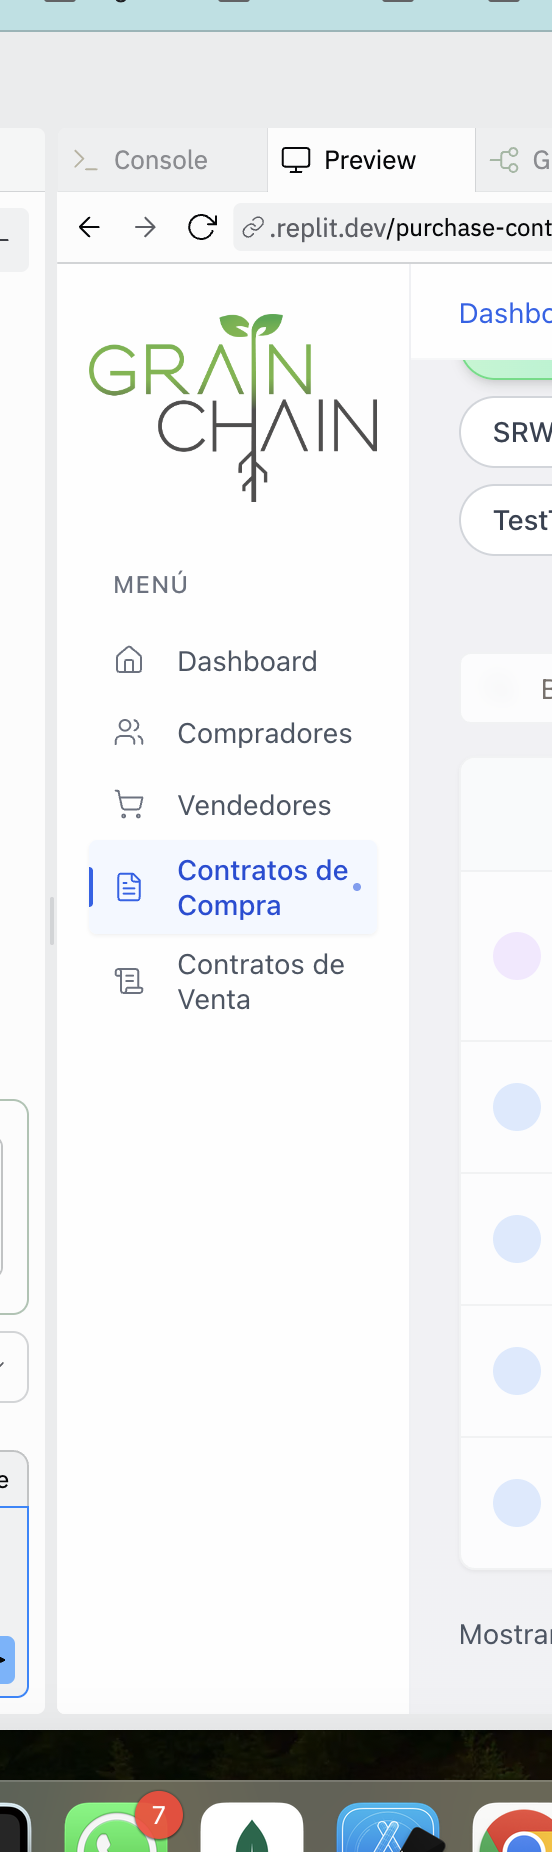 Console
Preview
G
.replit.dev/purchase-cont
GRAIN
CHAIN
Dashbo
SRW
Test
MENÚ
Dashboard
Compradores
Vendedores
Contratos de
Compra
Contratos de
Venta
e
Mostrar
7